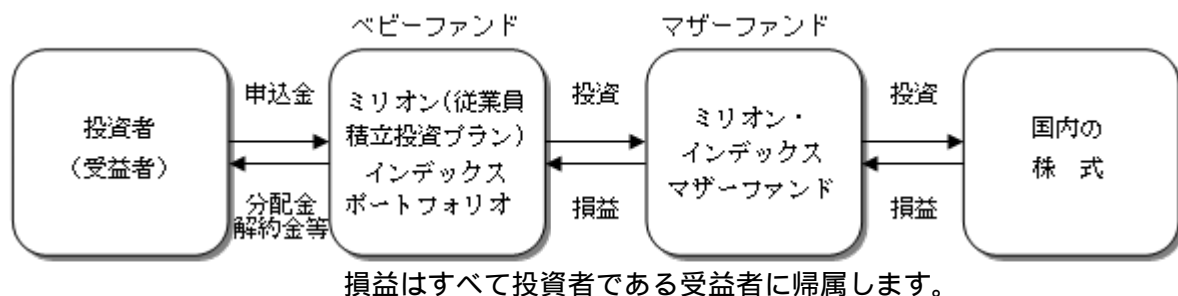 ベビーファンド
マザーファンド
投資者
（受益者）
申込金
分配金
解約金等
ミリオン（従業員
積立投資プラン）
インデックス
ポートフォリオ
投資
損益
ミリオン・
インデックス
マザーファンド
投資
損益
国内の
株　式
損益はすべて投資者である受益者に帰属します。